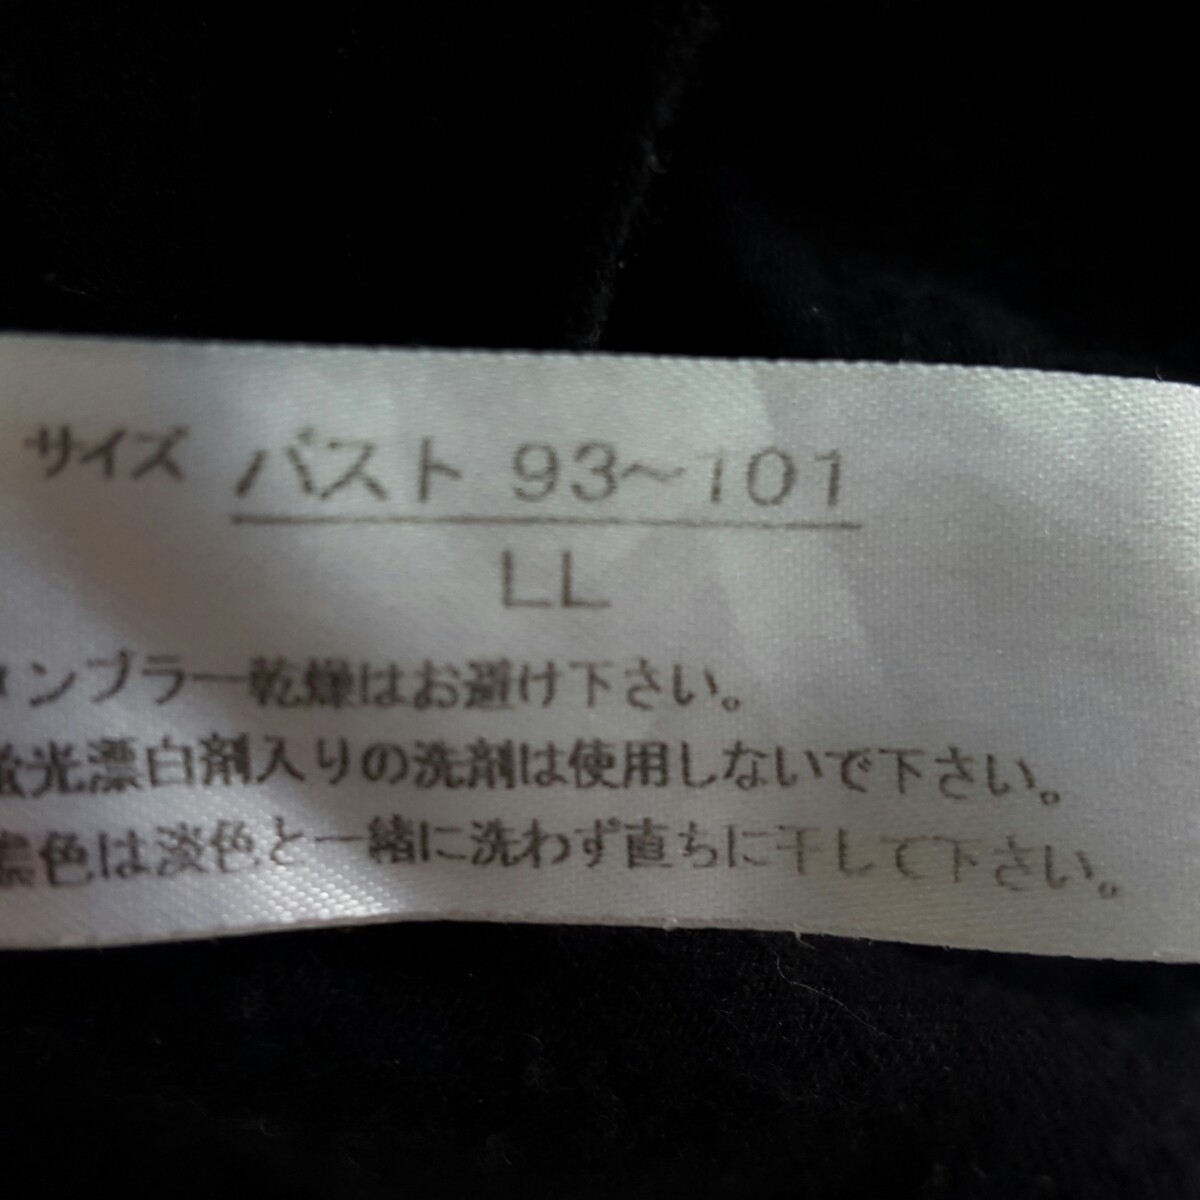 サイズ バスト 93~101
LL
タンブラー乾燥はお避け下さい。
蛍光漂白剤入りの洗剤は使用しないで下さい。
濃色は淡色と一緒に洗わず直ちに干して下さい。